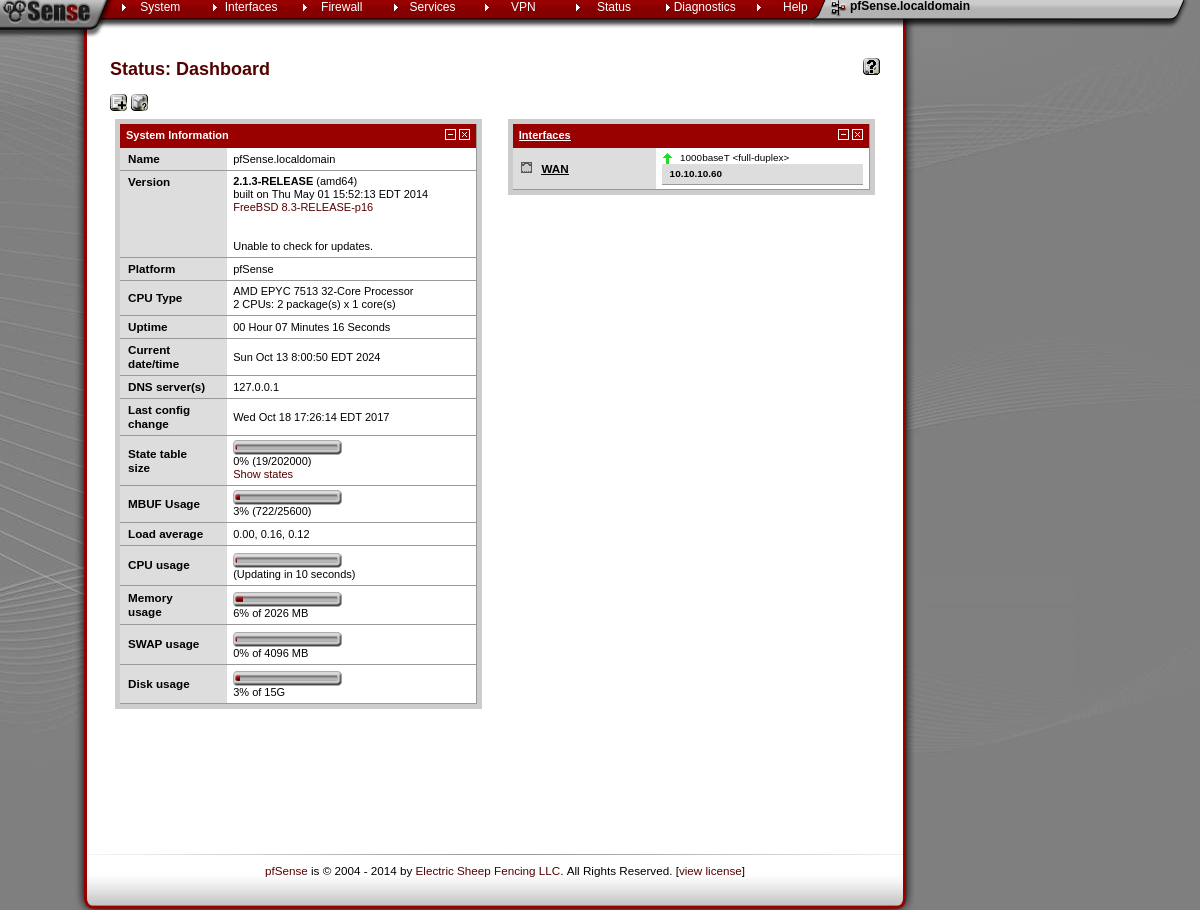 Sense
System
Interfaces
Firewall
Services
VPN
Status
Diagnostics
Help
pfSense.localdomain
Status: Dashboard
System Information
Name
pfSense.localdomain
Version
2.1.3-RELEASE (amd64)
built on Thu May 01 15:52:13 EDT 2014
FreeBSD 8.3-RELEASE-p16
Unable to check for updates.
Platform
pfSense
CPU Type
AMD EPYC 7513 32-Core Processor
2 CPUs: 2 package(s) x 1 core(s)
Uptime
00 Hour 07 Minutes 16 Seconds
Current
date/time
Sun Oct 13 8:00:50 EDT 2024
DNS server(s)
127.0.0.1
Last config
change
Wed Oct 18 17:26:14 EDT 2017
State table
size
0% (19/202000)
Show states
MBUF Usage
3% (722/25600)
Load average
0.00, 0.16, 0.12
CPU usage
(Updating in 10 seconds)
Memory
usage
6% of 2026 MB
SWAP usage
0% of 4096 MB
Disk usage
3% of 15G
Interfaces
WAN
1000baseT <full-duplex>
10.10.10.60
pfSense is © 2004 - 2014 by Electric Sheep Fencing LLC. All Rights Reserved. [view license]